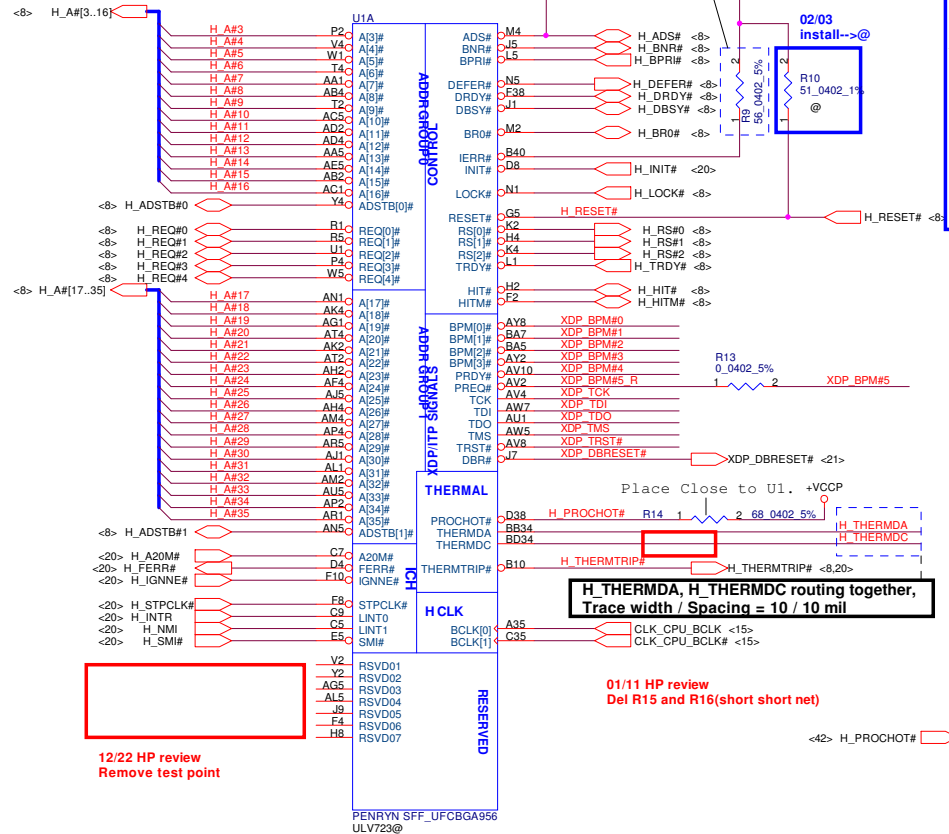 <8> H_A#[3..16]
U1A
H_A#3 P2 A[3]# ADS# M4 H_ADS# <8>
H_A#4 V4 A[4]# BNR# J5 H_BNR# <8>
H_A#5 W1 A[5]# BPRI# L5 H_BPRI# <8>
H_A#6 T4 A[6]#
H_A#7 AA1 A[7]# DEFER# N5 H_DEFER# <8>
H_A#8 AB4 A[8]# DRDY# F38 H_DRDY# <8>
H_A#9 T2 A[9]# DBSY# J1 H_DBSY# <8>
H_A#10 AC5 A[10]#
H_A#11 AD2 A[11]# BR0# M2 H_BR0# <8>
H_A#12 AD4 A[12]#
H_A#13 AA5 A[13]# IERR# B40
H_A#14 AE5 A[14]# INIT# D8 H_INIT# <20>
H_A#15 AB2 A[15]#
H_A#16 AC1 A[16]# LOCK# N1 H_LOCK# <8>
<8> H_ADSTB#0 Y4 ADSTB[0]#
RESET# G5 H_RESET# H_RESET# <8>
ADDR GROUP 0
CONTROL
02/03
install-->@
2 R9 56_0402_5% 1
2 R10 51_0402_1% @ 1
<8> H_REQ#0 R1 REQ[0]# RS[0]# K2 H_RS#0 <8>
<8> H_REQ#1 R5 REQ[1]# RS[1]# H4 H_RS#1 <8>
<8> H_REQ#2 U1 REQ[2]# RS[2]# K4 H_RS#2 <8>
<8> H_REQ#3 P4 REQ[3]# TRDY# L1 H_TRDY# <8>
<8> H_REQ#4 W5 REQ[4]#
<8> H_A#[17..35] HIT# H2 H_HIT# <8>
H_A#17 AN1 A[17]# HITM# F2 H_HITM# <8>
H_A#18 AK4 A[18]#
H_A#19 AG1 A[19]# BPM[0]# AY8 XDP_BPM#0
H_A#20 AT4 A[20]# BPM[1]# BA7 XDP_BPM#1
H_A#21 AK2 A[21]# BPM[2]# BA5 XDP_BPM#2
H_A#22 AT2 A[22]# BPM[3]# AY2 XDP_BPM#3
H_A#23 AH2 A[23]# PRDY# AV10 XDP_BPM#4
H_A#24 AF4 A[24]# PREQ# AV2 XDP_BPM#5_R 1 R13 0_0402_5% 2 XDP_BPM#5
H_A#25 AJ5 A[25]# TCK AV4 XDP_TCK
H_A#26 AH4 A[26]# TDI AW7 XDP_TDI
H_A#27 AM4 A[27]# TDO AU1 XDP_TDO
H_A#28 AP4 A[28]# TMS AW5 XDP_TMS
H_A#29 AR5 A[29]# TRST# AV8 XDP_TRST#
H_A#30 AJ1 A[30]# DBR# J7 XDP_DBRESET# XDP_DBRESET# <21>
H_A#31 AL1 A[31]#
H_A#32 AM2 A[32]#
H_A#33 AU5 A[33]#
H_A#34 AP2 A[34]#
H_A#35 AR1 A[35]#
<8> H_ADSTB#1 AN5 ADSTB[1]#
ADDR GROUP 1
XDP/ITP SIGNALS
THERMAL
Place Close to U1. +VCCP
PROCHOT# D38 H_PROCHOT# R14 1 2 68_0402_5%
THERMDA BB34 H_THERMDA
THERMDC BD34 H_THERMDC
<20> H_A20M# C7 A20M#
<20> H_FERR# D4 FERR# THERMTRIP# B10 H_THERMTRIP# H_THERMTRIP# <8,20>
<20> H_IGNNE# F10 IGNNE#
ICH
H_THERMDA, H_THERMDC routing together,
Trace width / Spacing = 10 / 10 mil
<20> H_STPCLK# F8 STPCLK# H CLK
<20> H_INTR C9 LINT0
<20> H_NMI C5 LINT1 BCLK[0] A35 CLK_CPU_BCLK <15>
<20> H_SMI# E5 SMI# BCLK[1] C35 CLK_CPU_BCLK# <15>
V2 RSVD01
Y2 RSVD02
AG5 RSVD03
AL5 RSVD04
J9 RSVD05
F4 RSVD06
H8 RSVD07
RESERVED
01/11 HP review
Del R15 and R16(short short net)
<42> H_PROCHOT#
12/22 HP review
Remove test point
PENRYN SFF_UFCBGA956
ULV723@